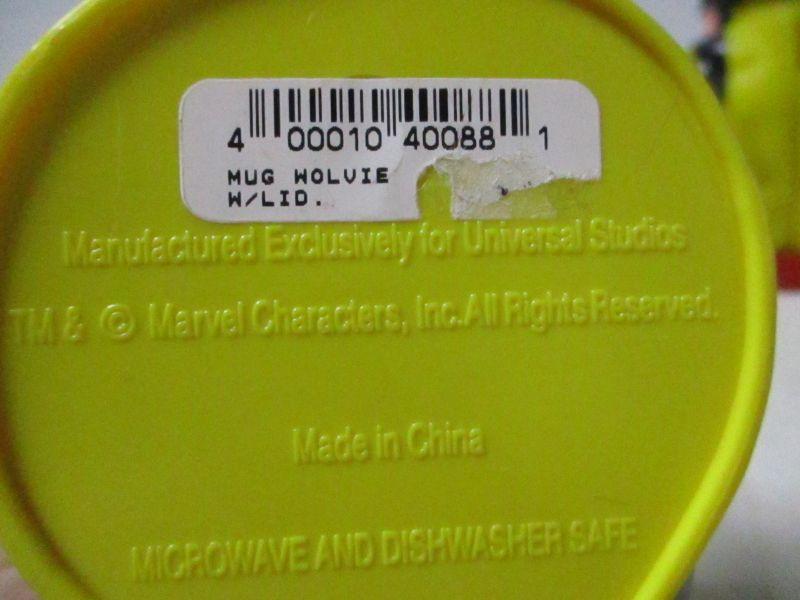 4 00010 40088 1
MUG WOLVIE
W/LID.
Manufactured Exclusively for Universal Studios
TM & © Marvel Characters, Inc.All Rights Reserved.
Made in China
MICROWAVE AND DISHWASHER SAFE